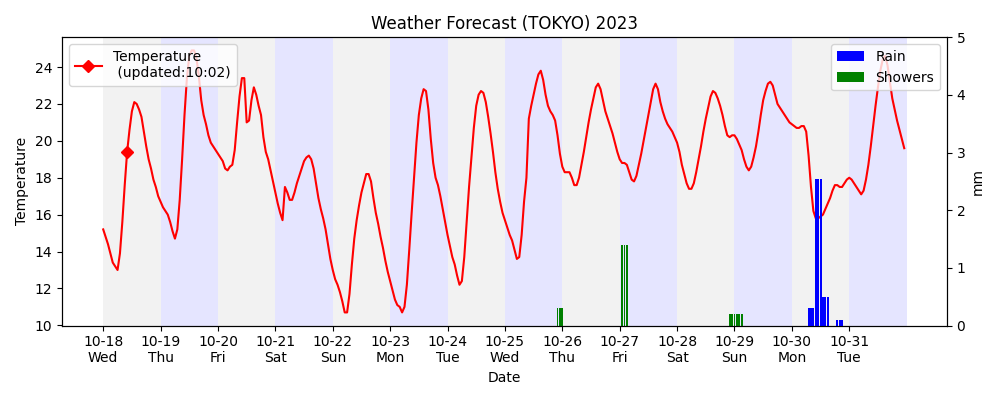 Weather Forecast (TOKYO) 2023
Temperature
(updated:10:02)
Rain
Showers
Temperature
24
22
20
18
16
14
12
10
5
4
3
2
1
0
mm
10-18 10-19 10-20 10-21 10-22 10-23 10-24 10-25 10-26 10-27 10-28 10-29 10-30 10-31
Wed Thu Fri Sat Sun Mon Tue Wed Thu Fri Sat Sun Mon Tue
Date